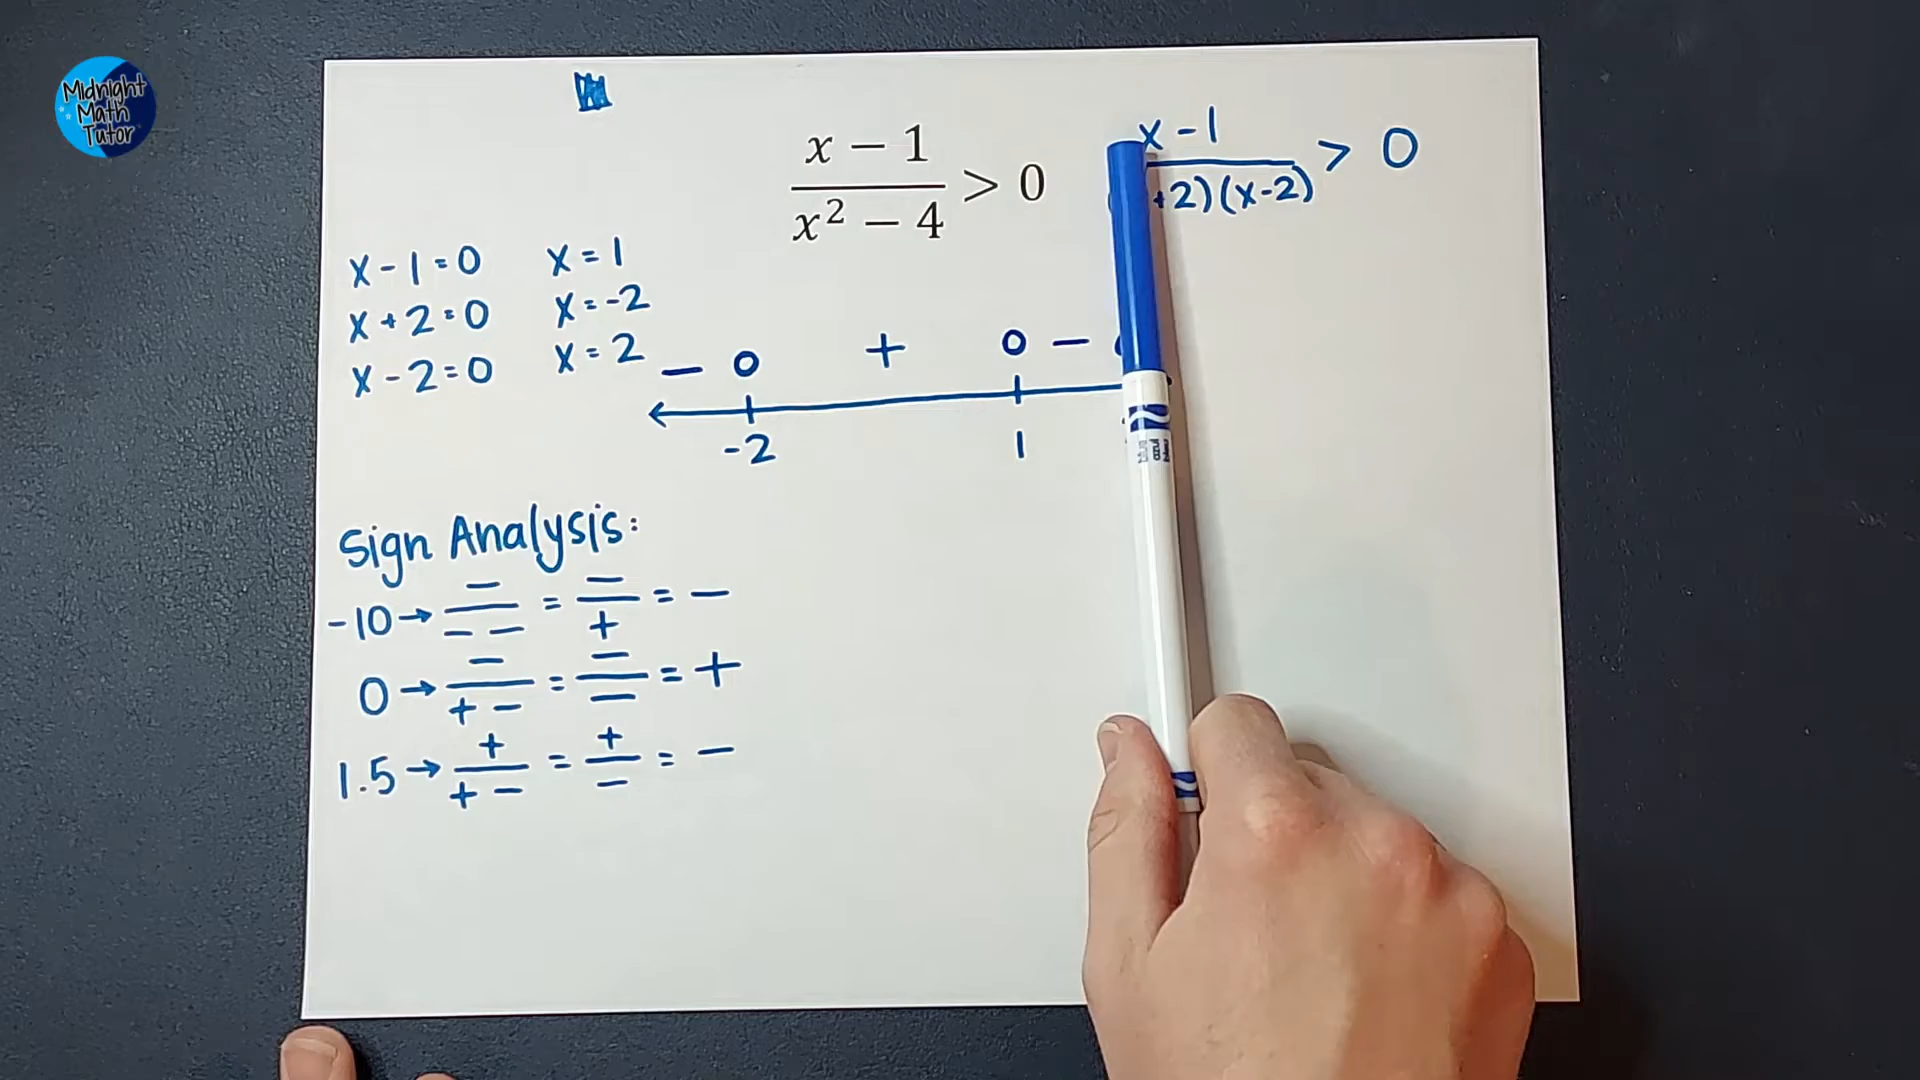 Midnight
Math
Tutor
x − 1
x² − 4
> 0
x - 1
+2)(x-2)
> 0
x - 1 = 0 x = 1
x + 2 = 0 x = -2
x - 2 = 0 x = 2
− 0 + 0 −
-2 1
Sign Analysis:
-10 → −/− − = −/+ = −
0 → −/+ − = −/− = +
1.5 → +/+ − = +/− = −